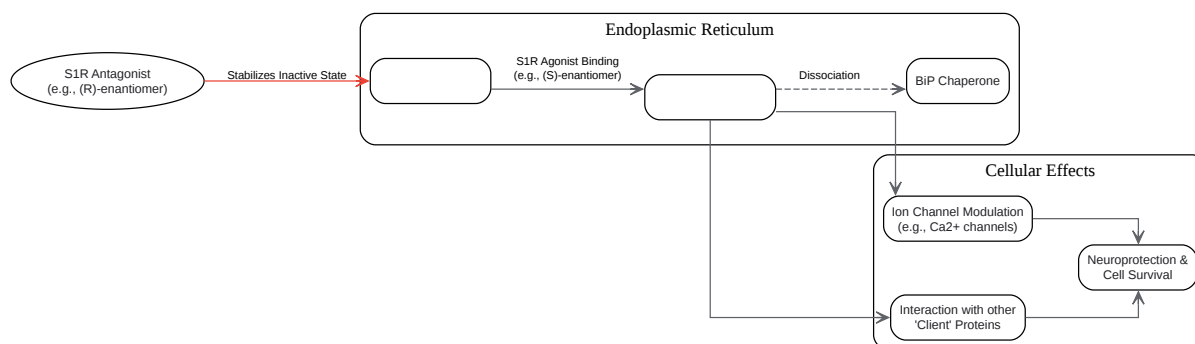 Endoplasmic Reticulum
S1R Antagonist
(e.g., (R)-enantiomer)
Stabilizes Inactive State
S1R Agonist Binding
(e.g., (S)-enantiomer)
Dissociation
BiP Chaperone
Cellular Effects
Ion Channel Modulation
(e.g., Ca2+ channels)
Neuroprotection &
Cell Survival
Interaction with other
'Client' Proteins